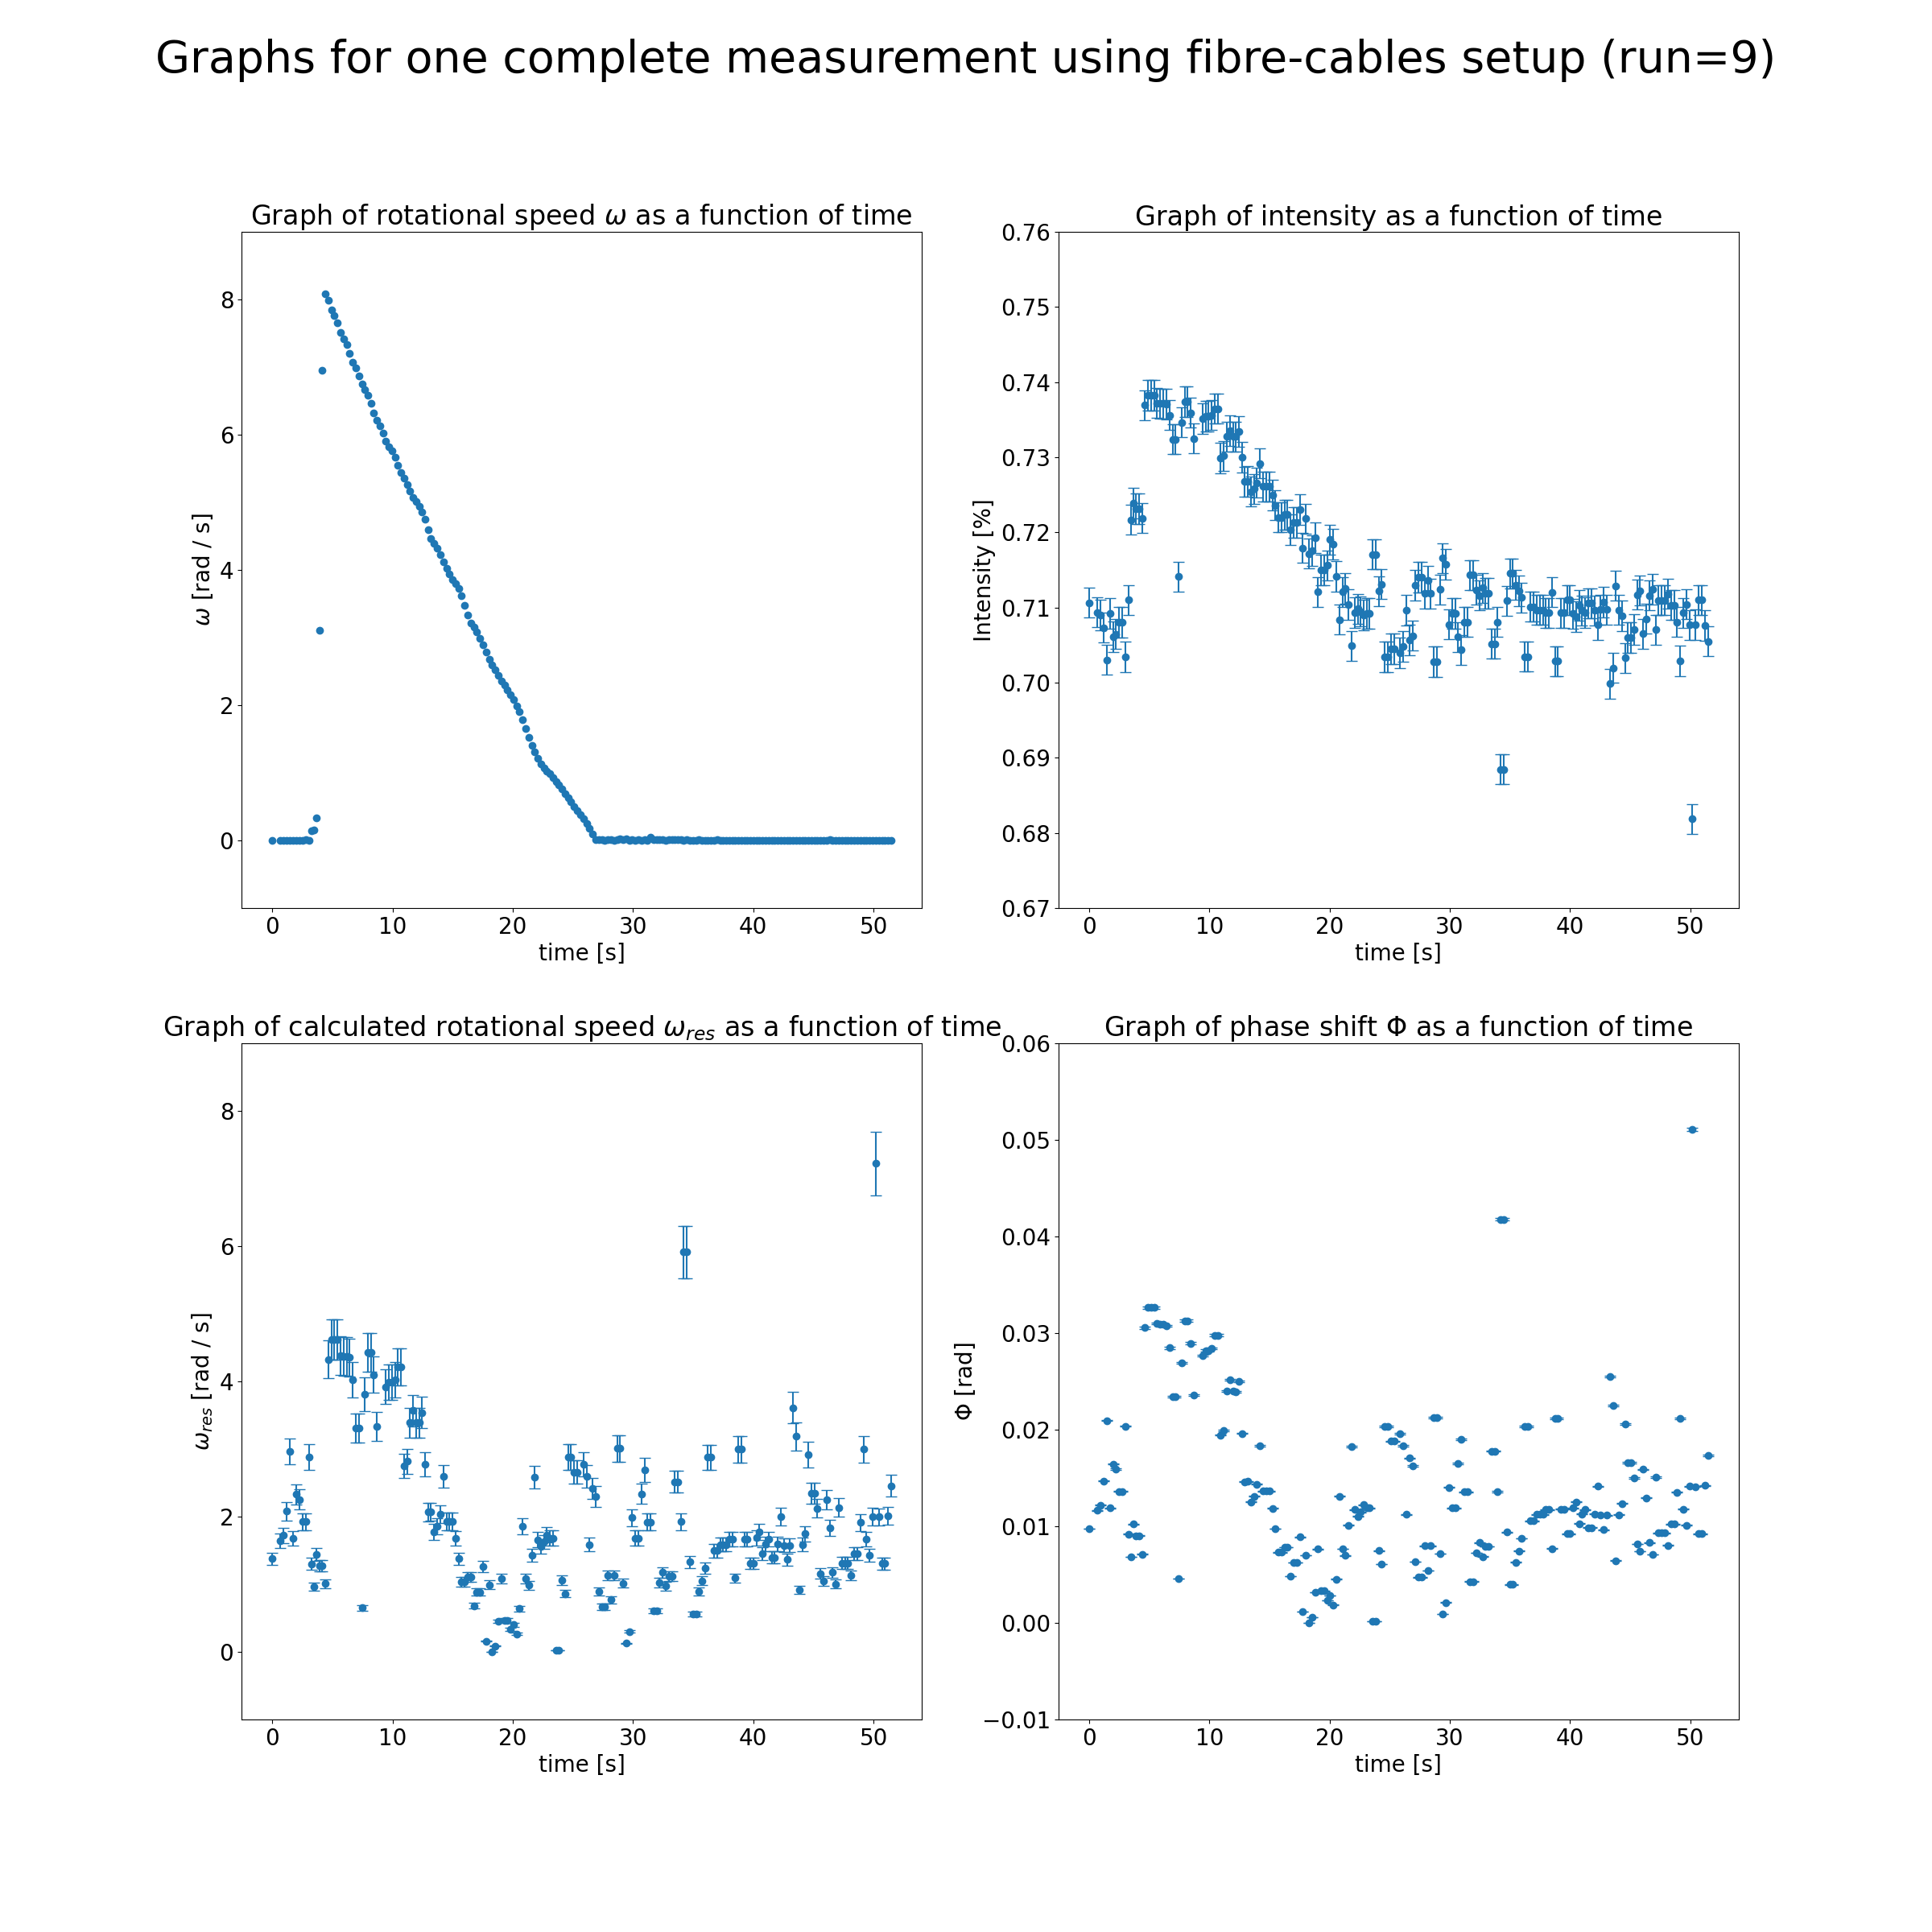 Graphs for one complete measurement using fibre-cables setup (run=9)
Graph of rotational speed ω as a function of time
ω [rad / s]
8
6
4
2
0
0 10 20 30 40 50
time [s]
Graph of intensity as a function of time
Intensity [%]
0.76
0.75
0.74
0.73
0.72
0.71
0.70
0.69
0.68
0.67
0 10 20 30 40 50
time [s]
Graph of calculated rotational speed ω_res as a function of time
ω_res [rad / s]
8
6
4
2
0
0 10 20 30 40 50
time [s]
Graph of phase shift Φ as a function of time
Φ [rad]
0.06
0.05
0.04
0.03
0.02
0.01
0.00
−0.01
0 10 20 30 40 50
time [s]